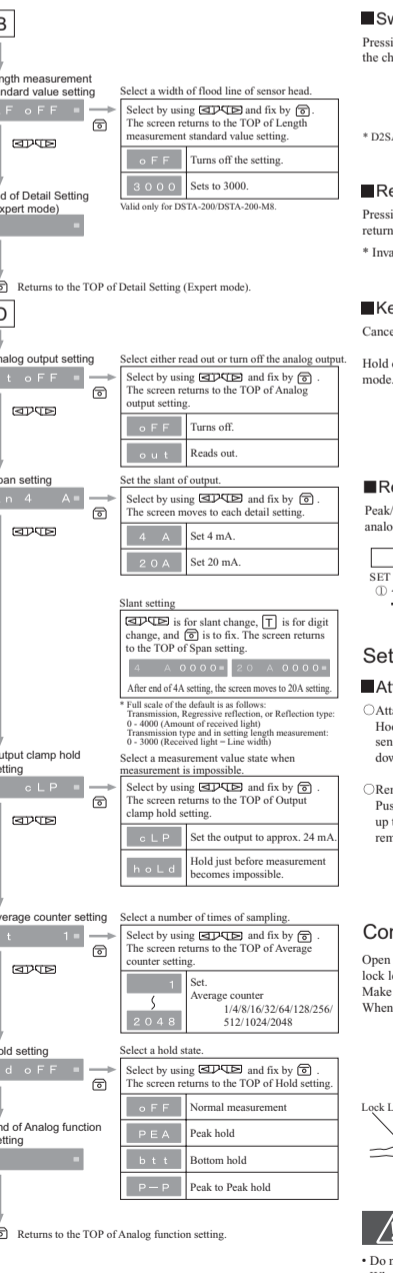 Length measurement
standard value setting
F oFF =
End of Detail Setting
(Expert mode)
=
Select a width of flood line of sensor head.
Select by using and fix by .
The screen returns to the TOP of Length
measurement standard value setting.
oFF Turns off the setting.
3000 Sets to 3000.
Valid only for DSTA-200/DSTA-200-M8.
Returns to the TOP of Detail Setting (Expert mode).
D
Analog output setting
t oFF =
Select either read out or turn off the analog output.
Select by using and fix by .
The screen returns to the TOP of Analog
output setting.
oFF Turns off.
out Reads out.
Span setting
n 4 A=
Set the slant of output.
Select by using and fix by .
The screen moves to each detail setting.
4 A Set 4 mA.
20A Set 20 mA.
Slant setting
is for slant change, T is for digit
change, and is to fix. The screen returns
to the TOP of Span setting.
4 A 0000= 20 A 0000=
After end of 4A setting, the screen moves to 20A setting.
* Full scale of the default is as follows:
Transmission, Regressive reflection, or Reflection type:
0 - 4000 (Amount of received light)
Transmission type and in setting length measurement:
0 - 3000 (Received light = Line width)
Output clamp hold
setting
cLP =
Select a measurement value state when
measurement is impossible.
Select by using and fix by .
The screen returns to the TOP of Output
clamp hold setting.
cLP Set the output to approx. 24 mA.
hoLd Hold just before measurement
becomes impossible.
Average counter setting
t 1=
Select a number of times of sampling.
Select by using and fix by .
The screen returns to the TOP of Average
counter setting.
1 Set.
Average counter
1/4/8/16/32/64/128/256/
2048 512/1024/2048
Hold setting
d oFF =
Select a hold state.
Select by using and fix by .
The screen returns to the TOP of Hold setting.
oFF Normal measurement
PEA Peak hold
btt Bottom hold
P-P Peak to Peak hold
End of Analog function
setting
=
Returns to the TOP of Analog function setting.
■Sw
Pressi
the ch
* D2SA
■Re
Pressi
return
* Inva
■Ke
Cance
Hold
mode.
■Re
Peak/
analo
SET
①
Set
■At
○Atta
Hoo
sen
dow
○Rem
Pus
up t
rem
Con
Open
lock le
Make
When
Lock L
• Do n